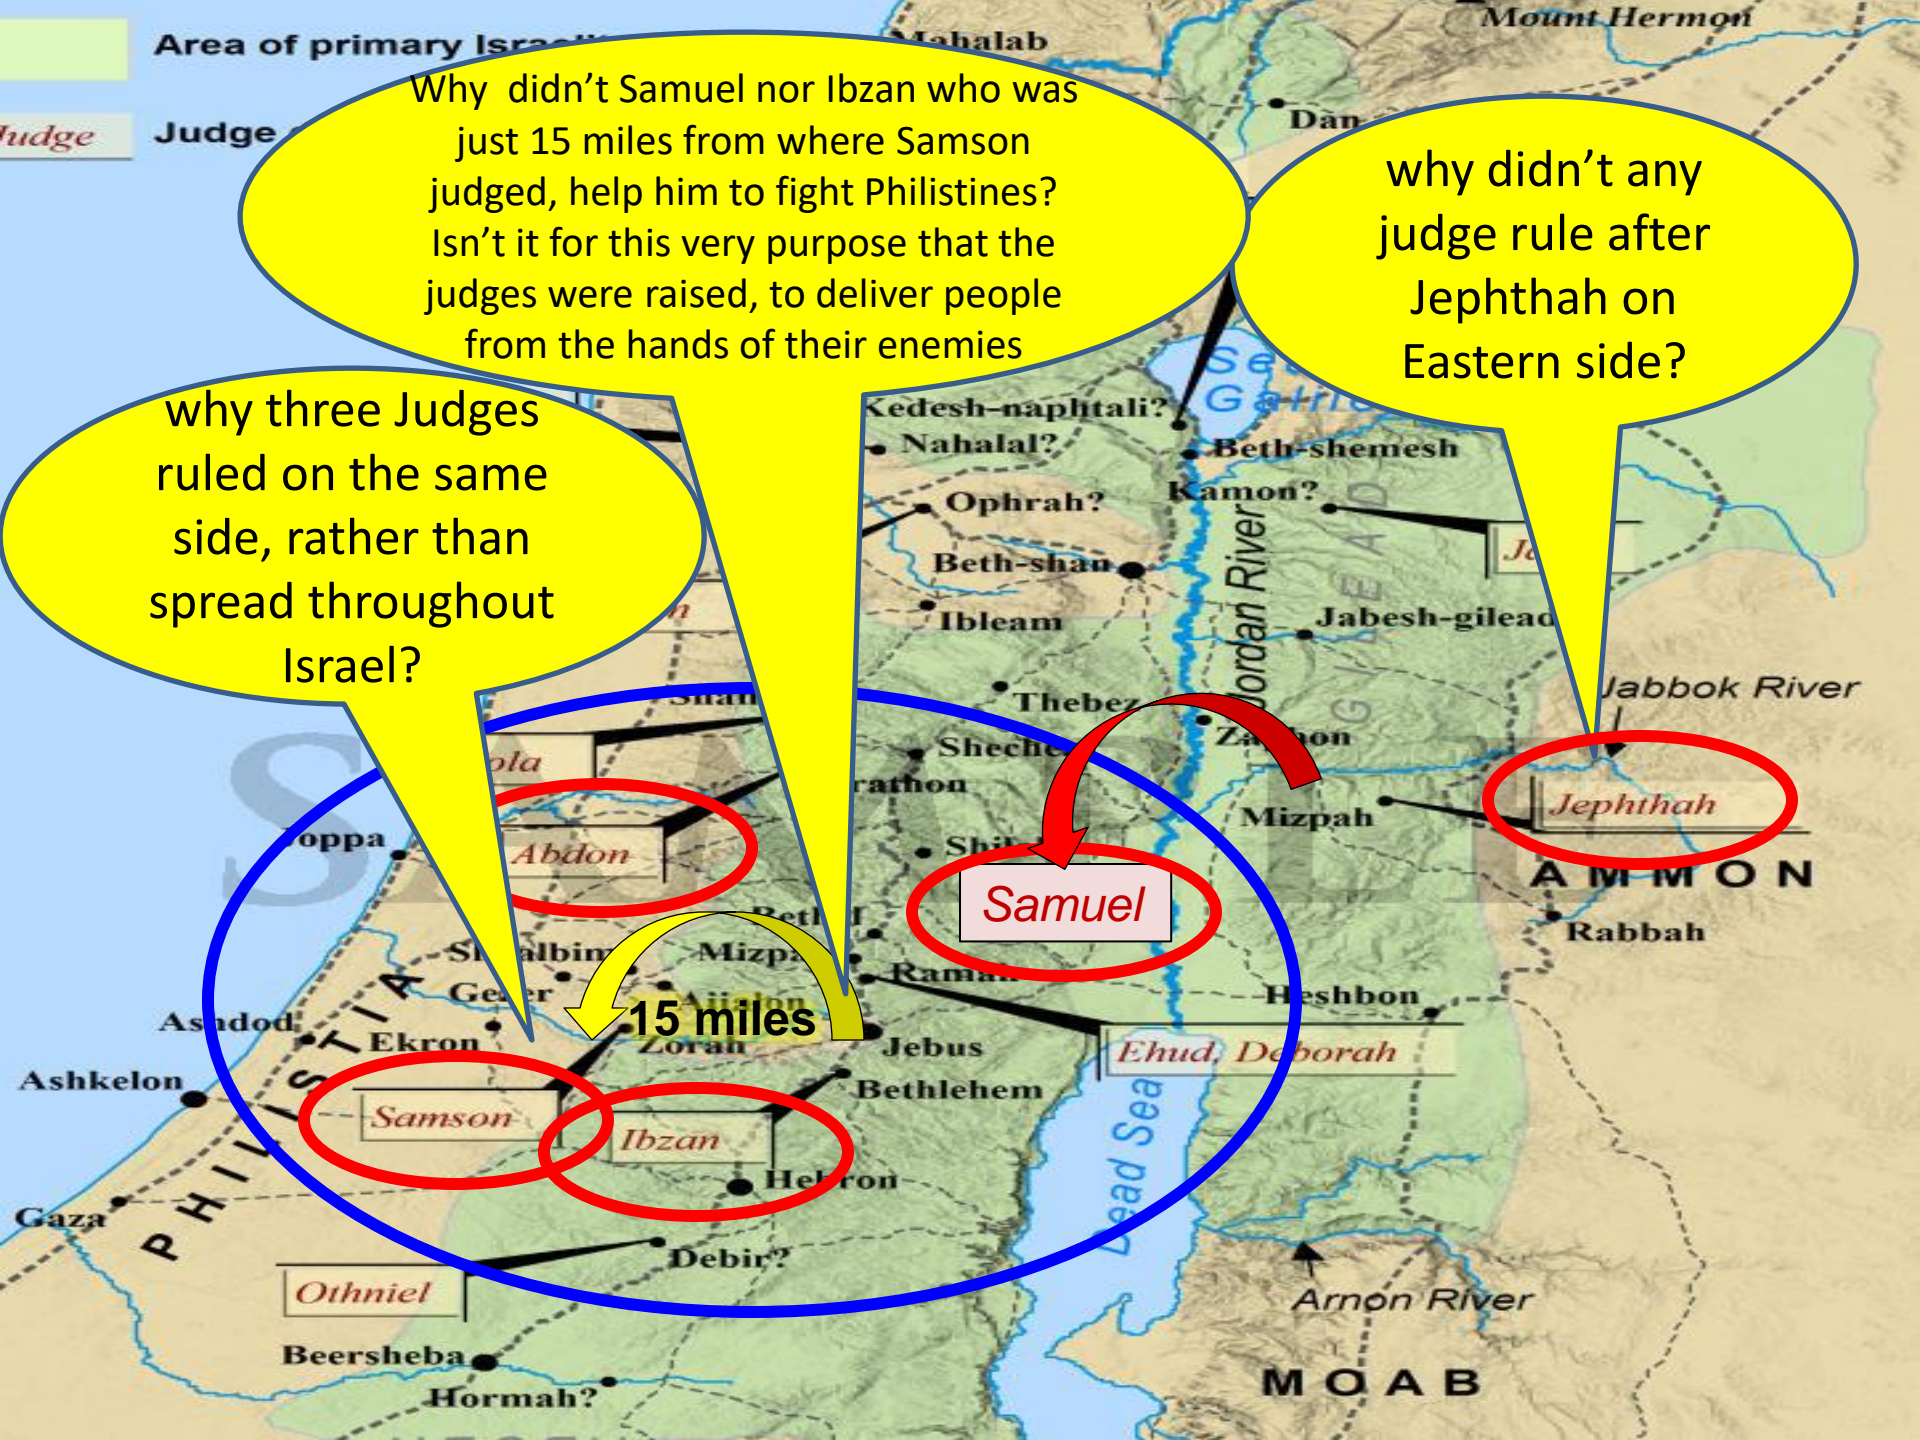 Mount Hermon
Mahalab
Area of primary
Judge
Judge
Dan
Why didn’t Samuel nor Ibzan who was
just 15 miles from where Samson
judged, help him to fight Philistines?
Isn’t it for this very purpose that the
judges were raised, to deliver people
from the hands of their enemies
why didn’t any
judge rule after
Jephthah on
Eastern side?
why three Judges
ruled on the same
side, rather than
spread throughout
Israel?
Kedesh-naphtali?
Nahalal?
Beth-shemesh
Ophrah?
Kamon?
Beth-shan
Ibleam
Jordan River
GILEAD
Jabesh-gilead
Jabbok River
Thebez
Joppa
Abdon
Mizpah
Jephthah
AMMON
Samuel
Rabbah
Mizpa
Ramah
Aijalon
15 miles
Zorah
Heshbon
Ashdod
Ekron
Jebus
Ehud, Deborah
Ashkelon
Bethlehem
Samson
Ibzan
Hebron
Dead Sea
PHILISTIA
Gaza
Debir?
Othniel
Arnon River
Beersheba
Hormah?
MOAB